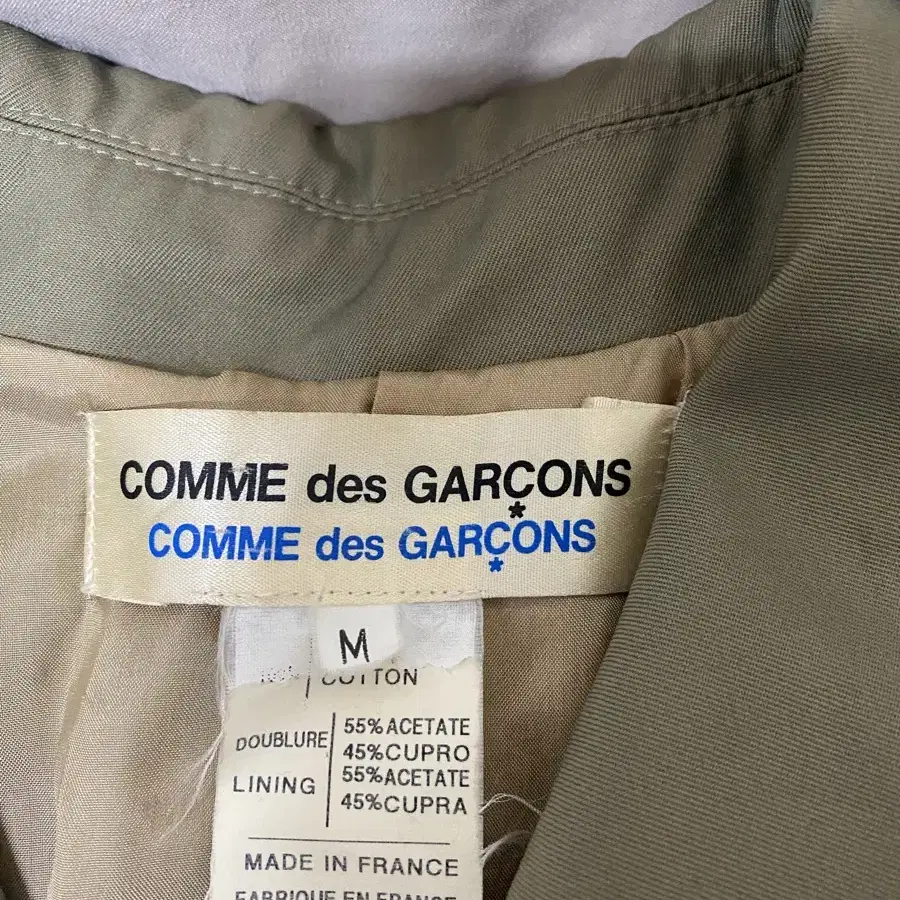 COMME des GARÇONS
COMME des GARÇONS
M
100% COTTON
DOUBLURE 55% ACETATE
45% CUPRO
LINING 55% ACETATE
45% CUPRA
MADE IN FRANCE
FABRIQUE EN FRANCE